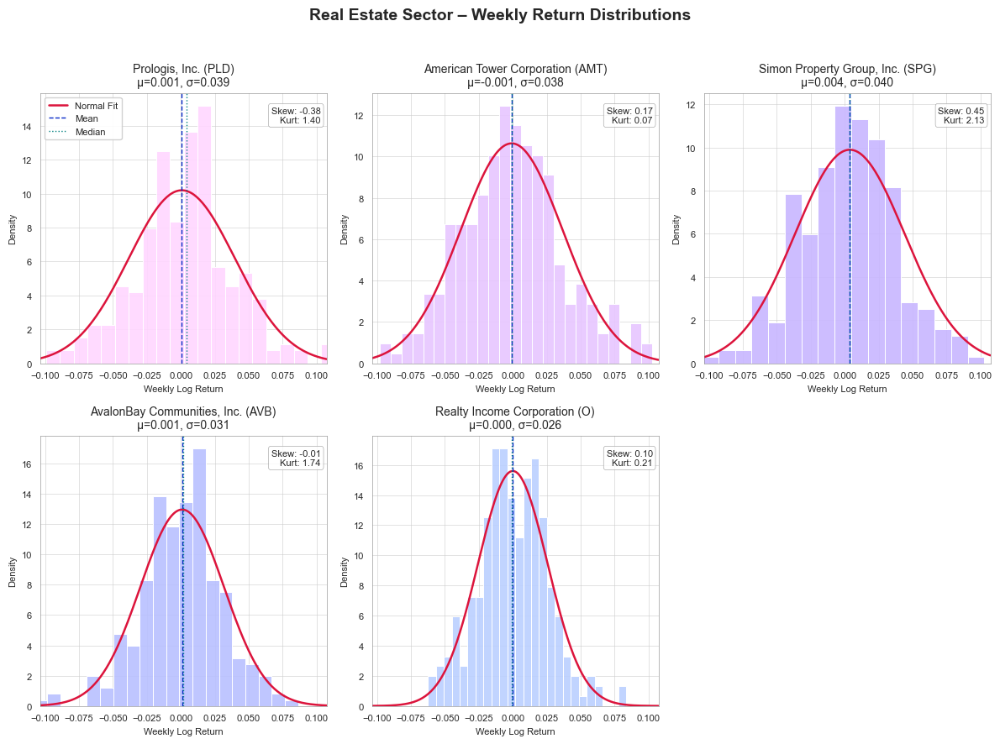 Real Estate Sector – Weekly Return Distributions
Prologis, Inc. (PLD)
μ=0.001, σ=0.039
Normal Fit
Mean
Median
Skew: -0.38
Kurt: 1.40
Density
0
2
4
6
8
10
12
14
−0.100
−0.075
−0.050
−0.025
0.000
0.025
0.050
0.075
0.100
Weekly Log Return
American Tower Corporation (AMT)
μ=-0.001, σ=0.038
Skew: 0.17
Kurt: 0.07
Density
0
2
4
6
8
10
12
−0.100
−0.075
−0.050
−0.025
0.000
0.025
0.050
0.075
0.100
Weekly Log Return
Simon Property Group, Inc. (SPG)
μ=0.004, σ=0.040
Skew: 0.45
Kurt: 2.13
Density
0
2
4
6
8
10
12
−0.100
−0.075
−0.050
−0.025
0.000
0.025
0.050
0.075
0.100
Weekly Log Return
AvalonBay Communities, Inc. (AVB)
μ=0.001, σ=0.031
Skew: -0.01
Kurt: 1.74
Density
0
2
4
6
8
10
12
14
16
−0.100
−0.075
−0.050
−0.025
0.000
0.025
0.050
0.075
0.100
Weekly Log Return
Realty Income Corporation (O)
μ=0.000, σ=0.026
Skew: 0.10
Kurt: 0.21
Density
0
2
4
6
8
10
12
14
16
−0.100
−0.075
−0.050
−0.025
0.000
0.025
0.050
0.075
0.100
Weekly Log Return